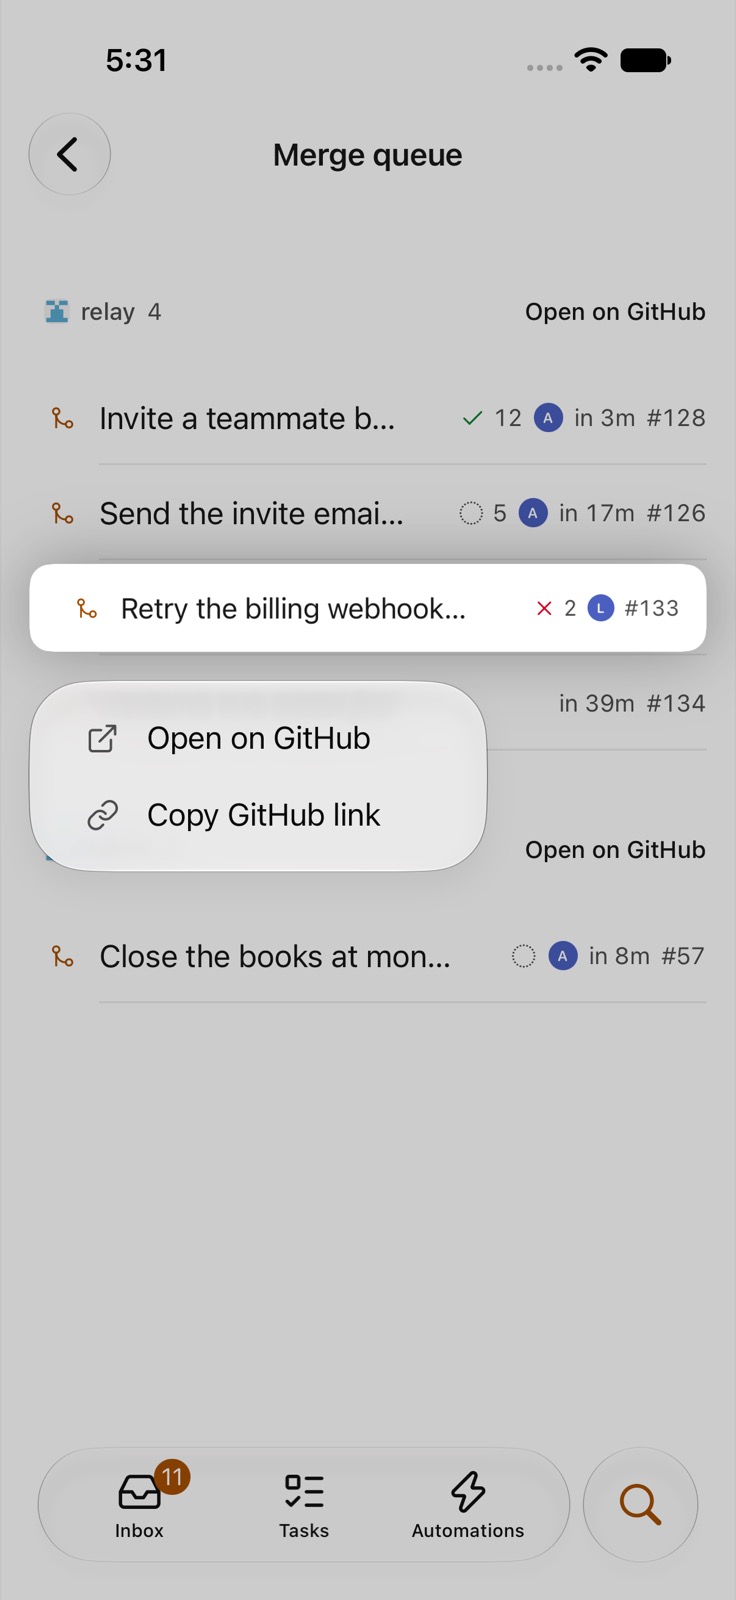 5:31
Merge queue
relay 4 Open on GitHub
Invite a teammate b... 12 A in 3m #128
Send the invite emai... 5 A in 17m #126
Retry the billing webhook... 2 L #133
in 39m #134
Open on GitHub
Copy GitHub link
Open on GitHub
Close the books at mon... A in 8m #57
11
Inbox Tasks Automations